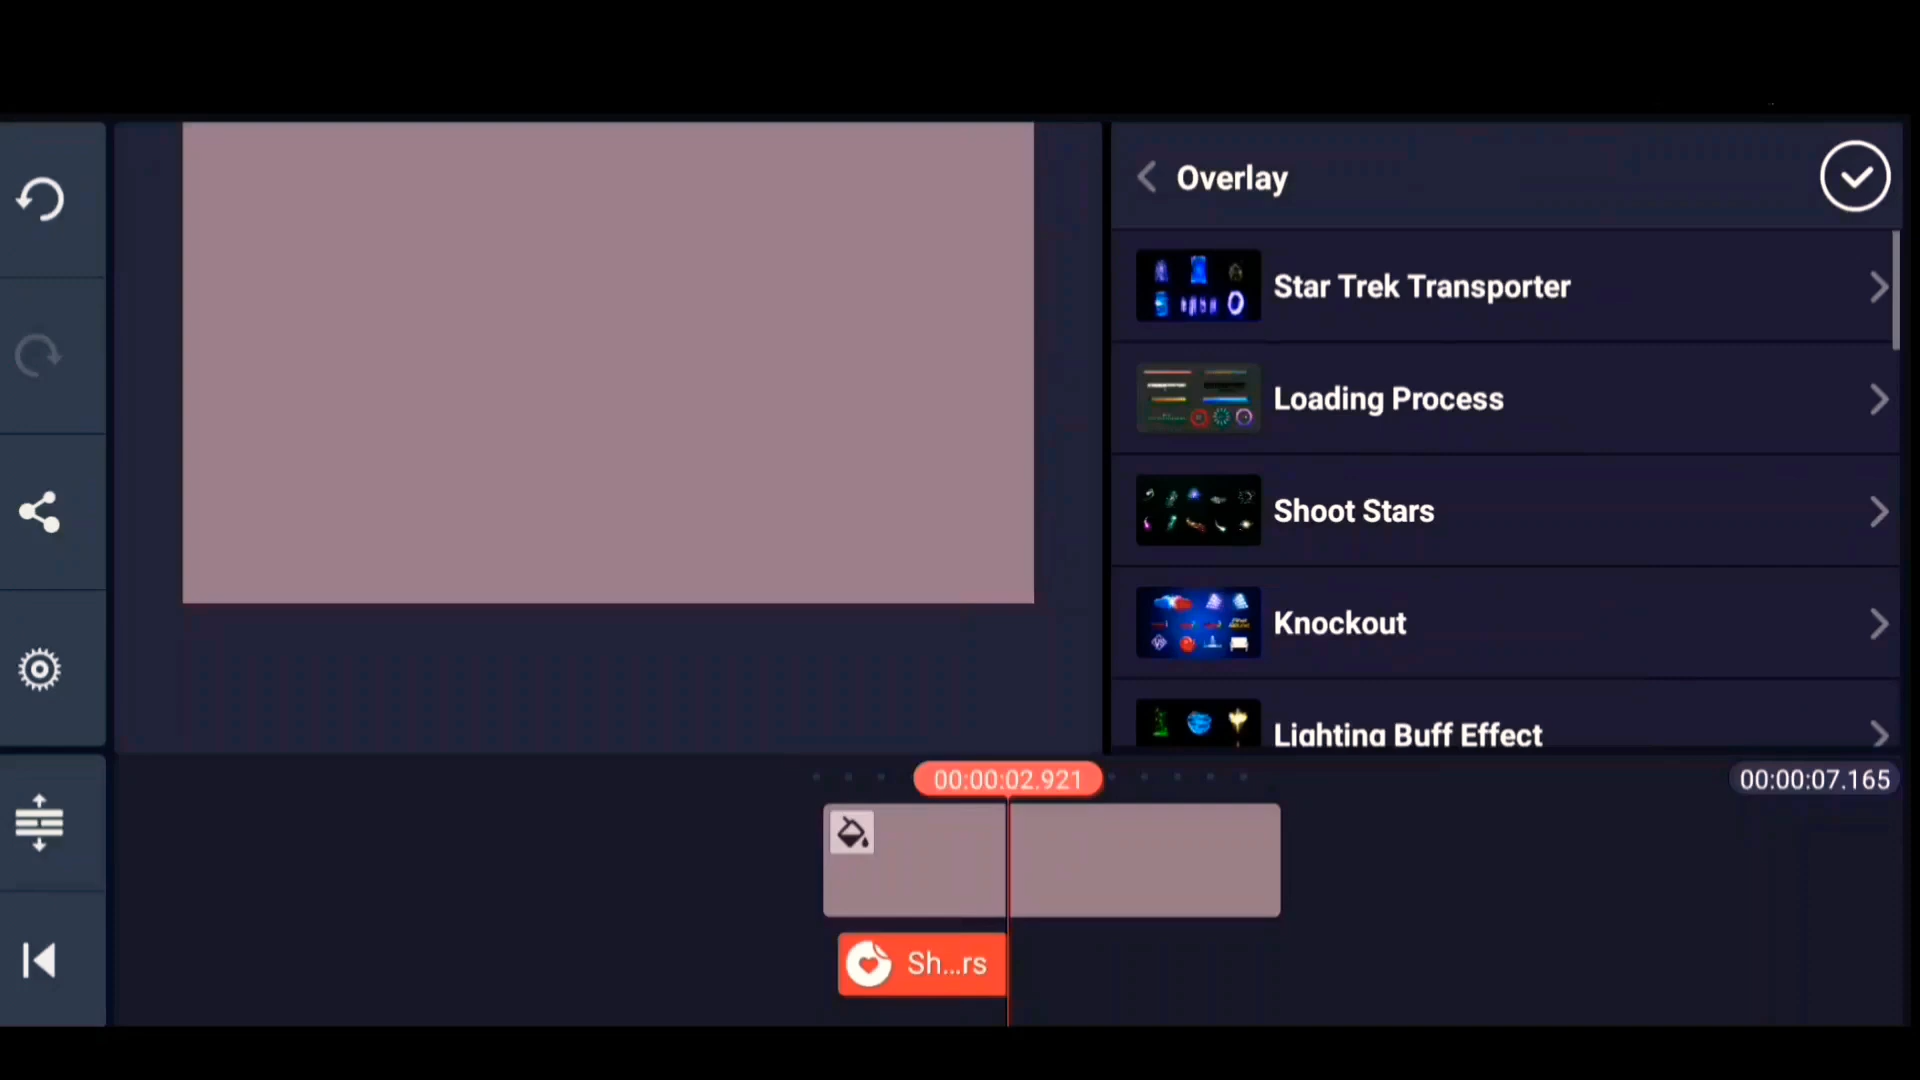 Overlay
Star Trek Transporter
Loading Process
Shoot Stars
Knockout
Lighting Buff Effect
00:00:02.921
00:00:07.165
Sh...rs